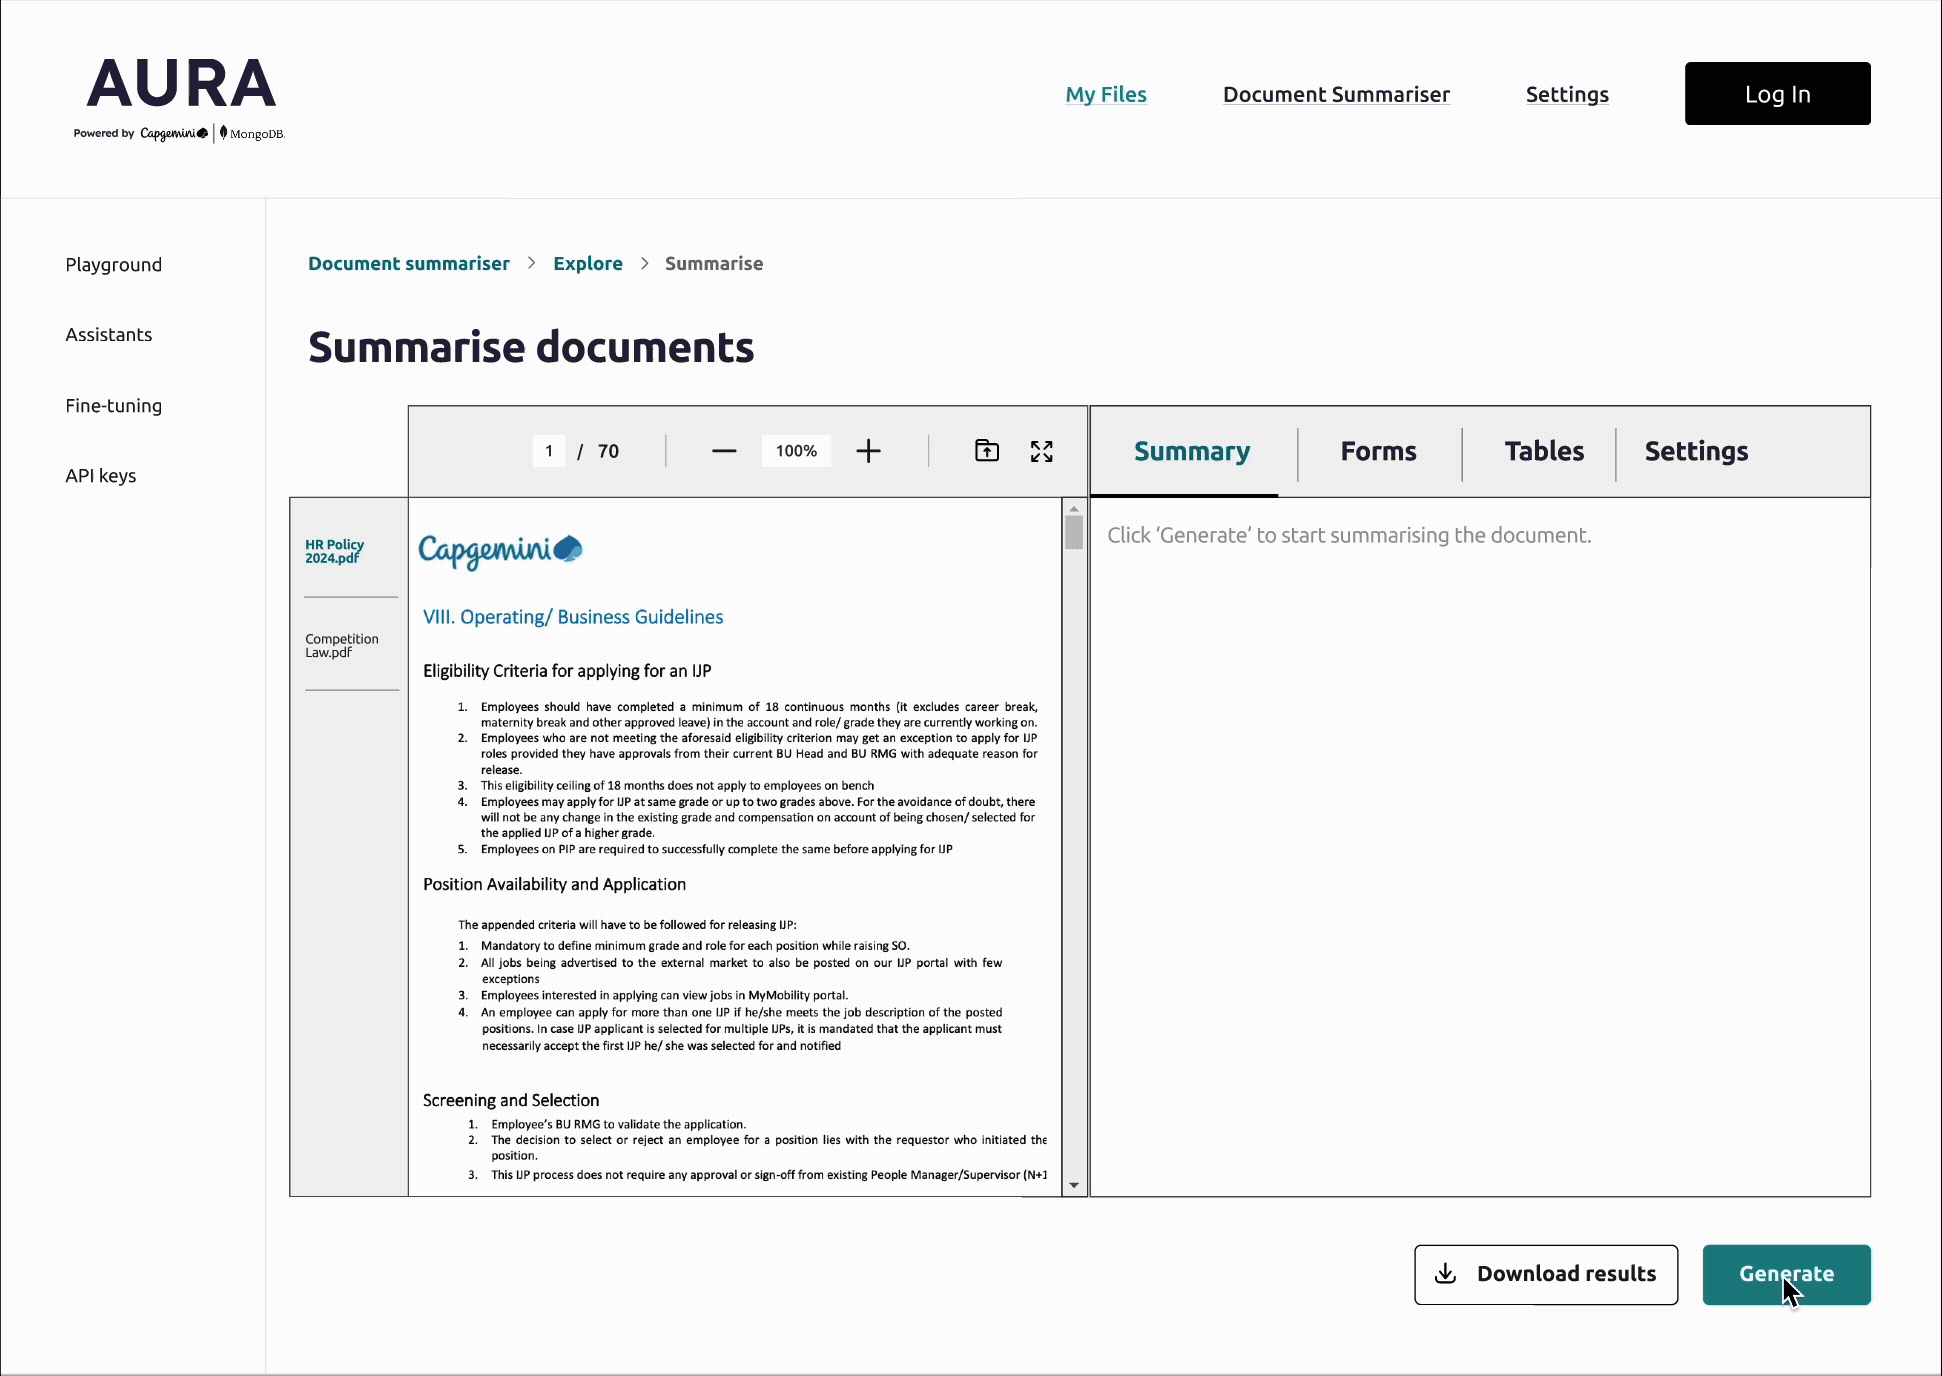 AURA
Powered by Capgemini | MongoDB.
My Files
Document Summariser
Settings
Log In
Playground
Assistants
Fine-tuning
API keys
Document summariser > Explore > Summarise
Summarise documents
1 / 70
100%
Summary
Forms
Tables
Settings
HR Policy
2024.pdf
Competition
Law.pdf
Capgemini
VIII. Operating/ Business Guidelines
Eligibility Criteria for applying for an IJP
1. Employees should have completed a minimum of 18 continuous months (it excludes career break,
maternity break and other approved leave) in the account and role/ grade they are currently working on.
2. Employees who are not meeting the aforesaid eligibility criterion may get an exception to apply for IJP
roles provided they have approvals from their current BU Head and BU RMG with adequate reason for
release.
3. This eligibility ceiling of 18 months does not apply to employees on bench
4. Employees may apply for IJP at same grade or up to two grades above. For the avoidance of doubt, there
will not be any change in the existing grade and compensation on account of being chosen/ selected for
the applied IJP of a higher grade.
5. Employees on PIP are required to successfully complete the same before applying for IJP
Position Availability and Application
The appended criteria will have to be followed for releasing IJP:
1. Mandatory to define minimum grade and role for each position while raising SO.
2. All jobs being advertised to the external market to also be posted on our IJP portal with few
exceptions
3. Employees interested in applying can view jobs in MyMobility portal.
4. An employee can apply for more than one IJP if he/she meets the job description of the posted
positions. In case IJP applicant is selected for multiple IJPs, it is mandated that the applicant must
necessarily accept the first IJP he/ she was selected for and notified
Screening and Selection
1. Employee's BU RMG to validate the application.
2. The decision to select or reject an employee for a position lies with the requestor who initiated the
position.
3. This IJP process does not require any approval or sign-off from existing People Manager/Supervisor (N+1
Click ‘Generate’ to start summarising the document.
Download results
Generate